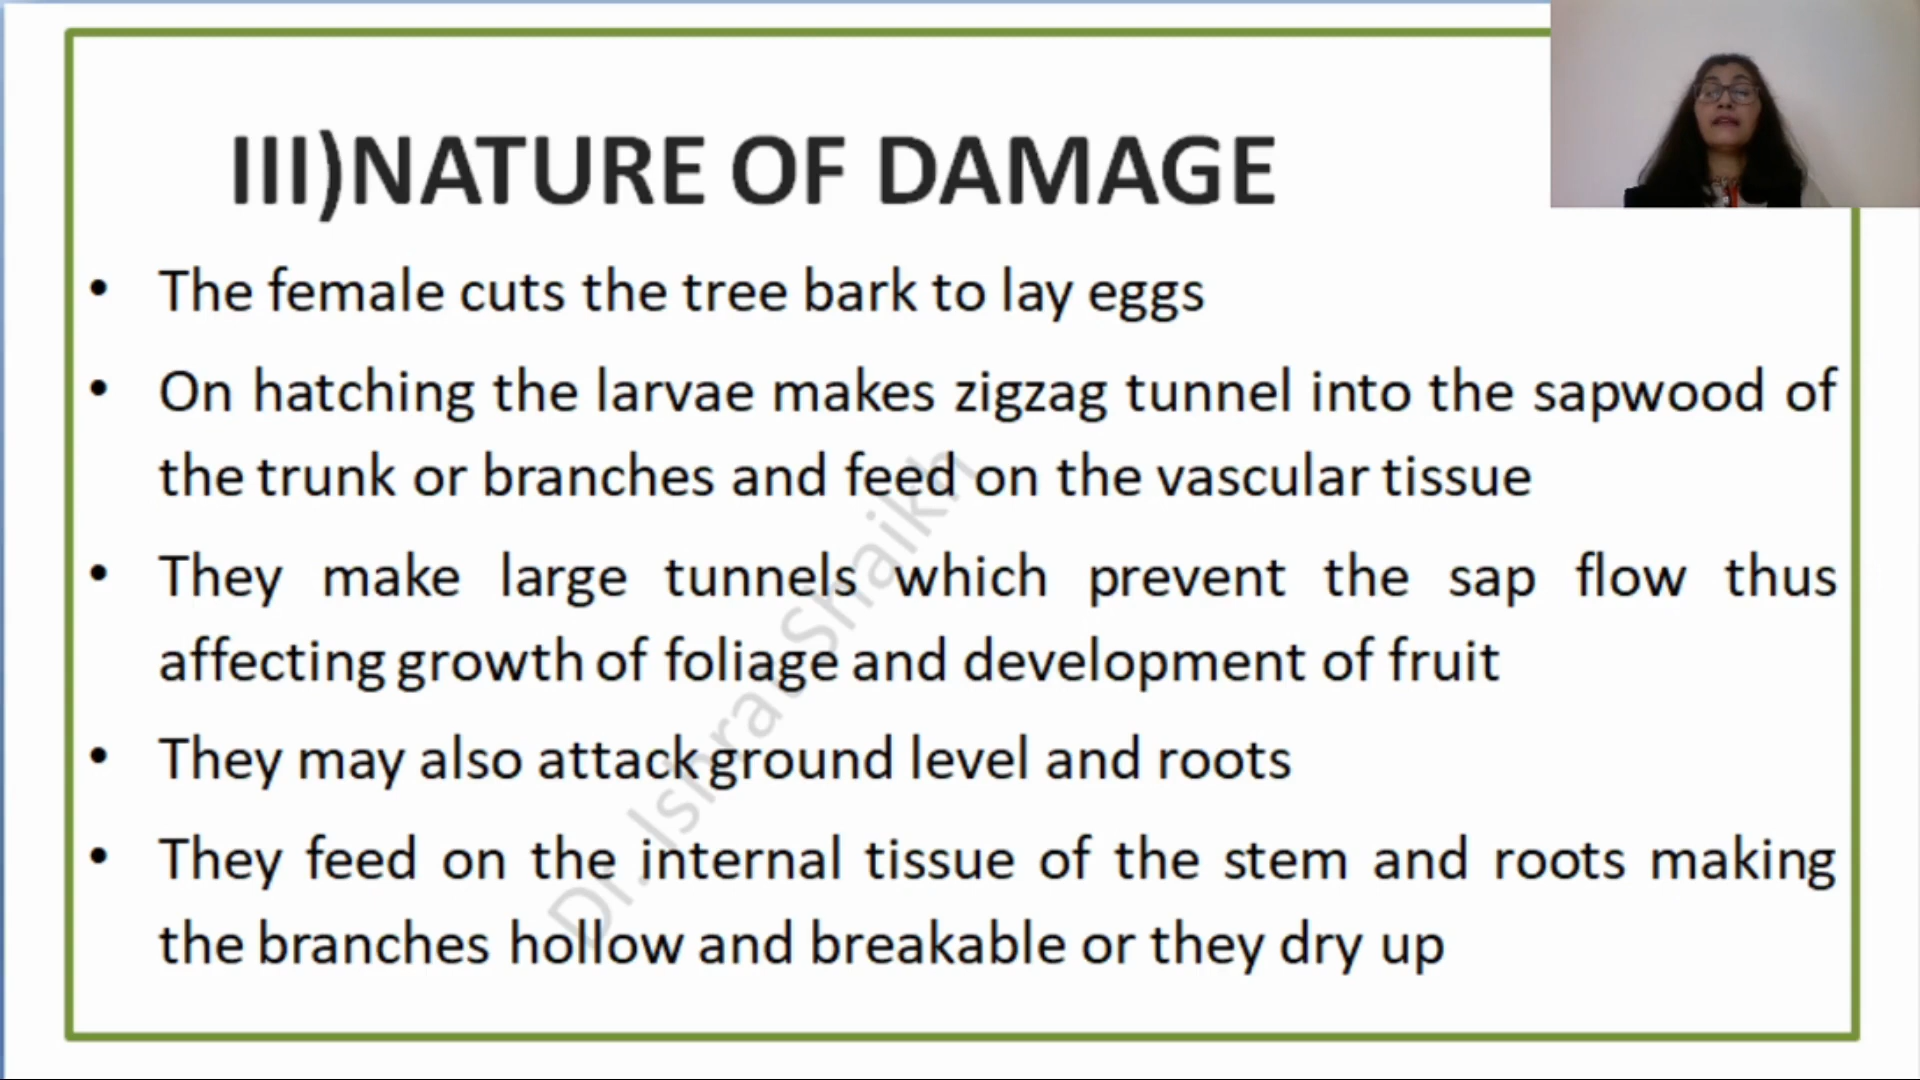 III)NATURE OF DAMAGE
• The female cuts the tree bark to lay eggs
• On hatching the larvae makes zigzag tunnel into the sapwood of
the trunk or branches and feed on the vascular tissue
• They make large tunnels which prevent the sap flow thus
affecting growth of foliage and development of fruit
• They may also attack ground level and roots
• They feed on the internal tissue of the stem and roots making
the branches hollow and breakable or they dry up
Dr. Ishrat Shaikh